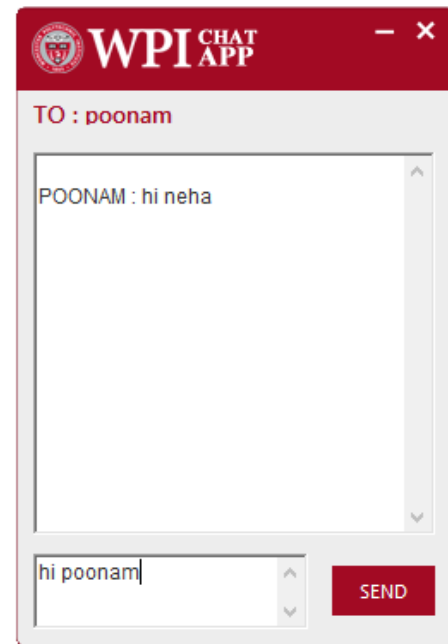 WPI CHAT APP
TO : poonam
POONAM : hi neha
hi poonam
SEND